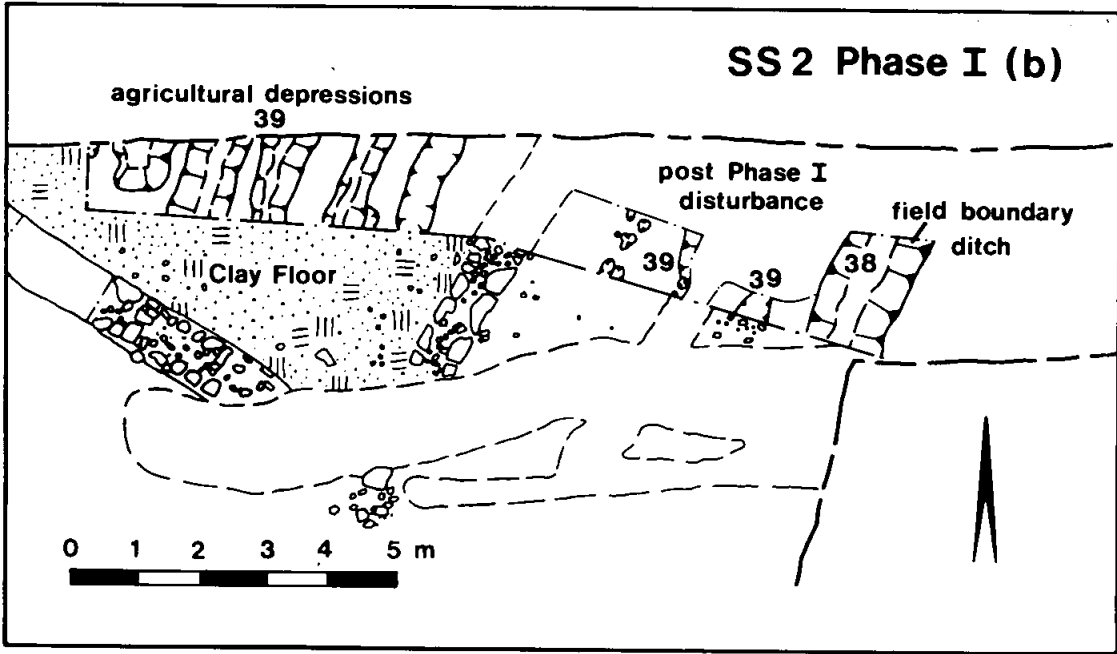 SS 2 Phase I (b)
agricultural depressions
39
post Phase I
disturbance
field boundary
ditch
39
39
38
Clay Floor
0 1 2 3 4 5 m